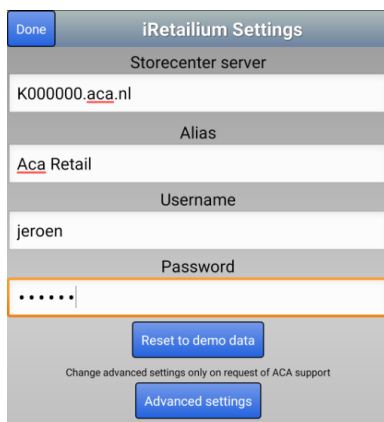 Done
iRetailium Settings
Storecenter server
K000000.aca.nl
Alias
Aca Retail
Username
jeroen
Password
••••••
Reset to demo data
Change advanced settings only on request of ACA support
Advanced settings